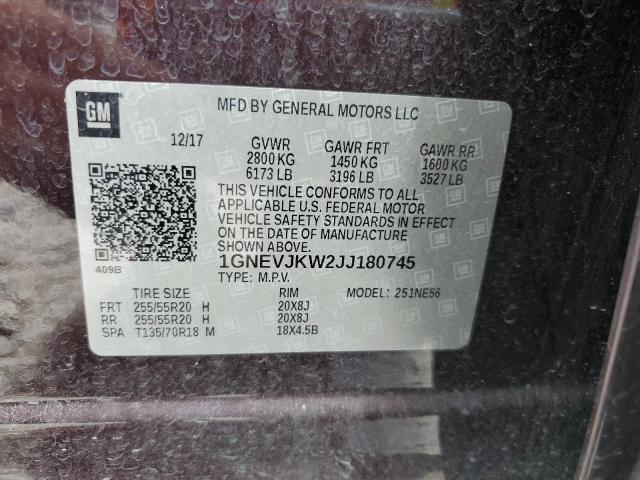 GM
MFD BY GENERAL MOTORS LLC
12/17 GVWR GAWR FRT GAWR RR
2800 KG 1450 KG 1600 KG
6173 LB 3196 LB 3527 LB
THIS VEHICLE CONFORMS TO ALL
APPLICABLE U.S. FEDERAL MOTOR
VEHICLE SAFETY STANDARDS IN EFFECT
ON THE DATE OF MANUFACTURE
SHOWN ABOVE.
409B 1GNEVJKW2JJ180745
TYPE: M.P.V.
TIRE SIZE RIM MODEL: 251NE56
FRT 255/55R20 H 20X8J
RR 255/55R20 H 20X8J
SPA T135/70R18 M 18X4.5B